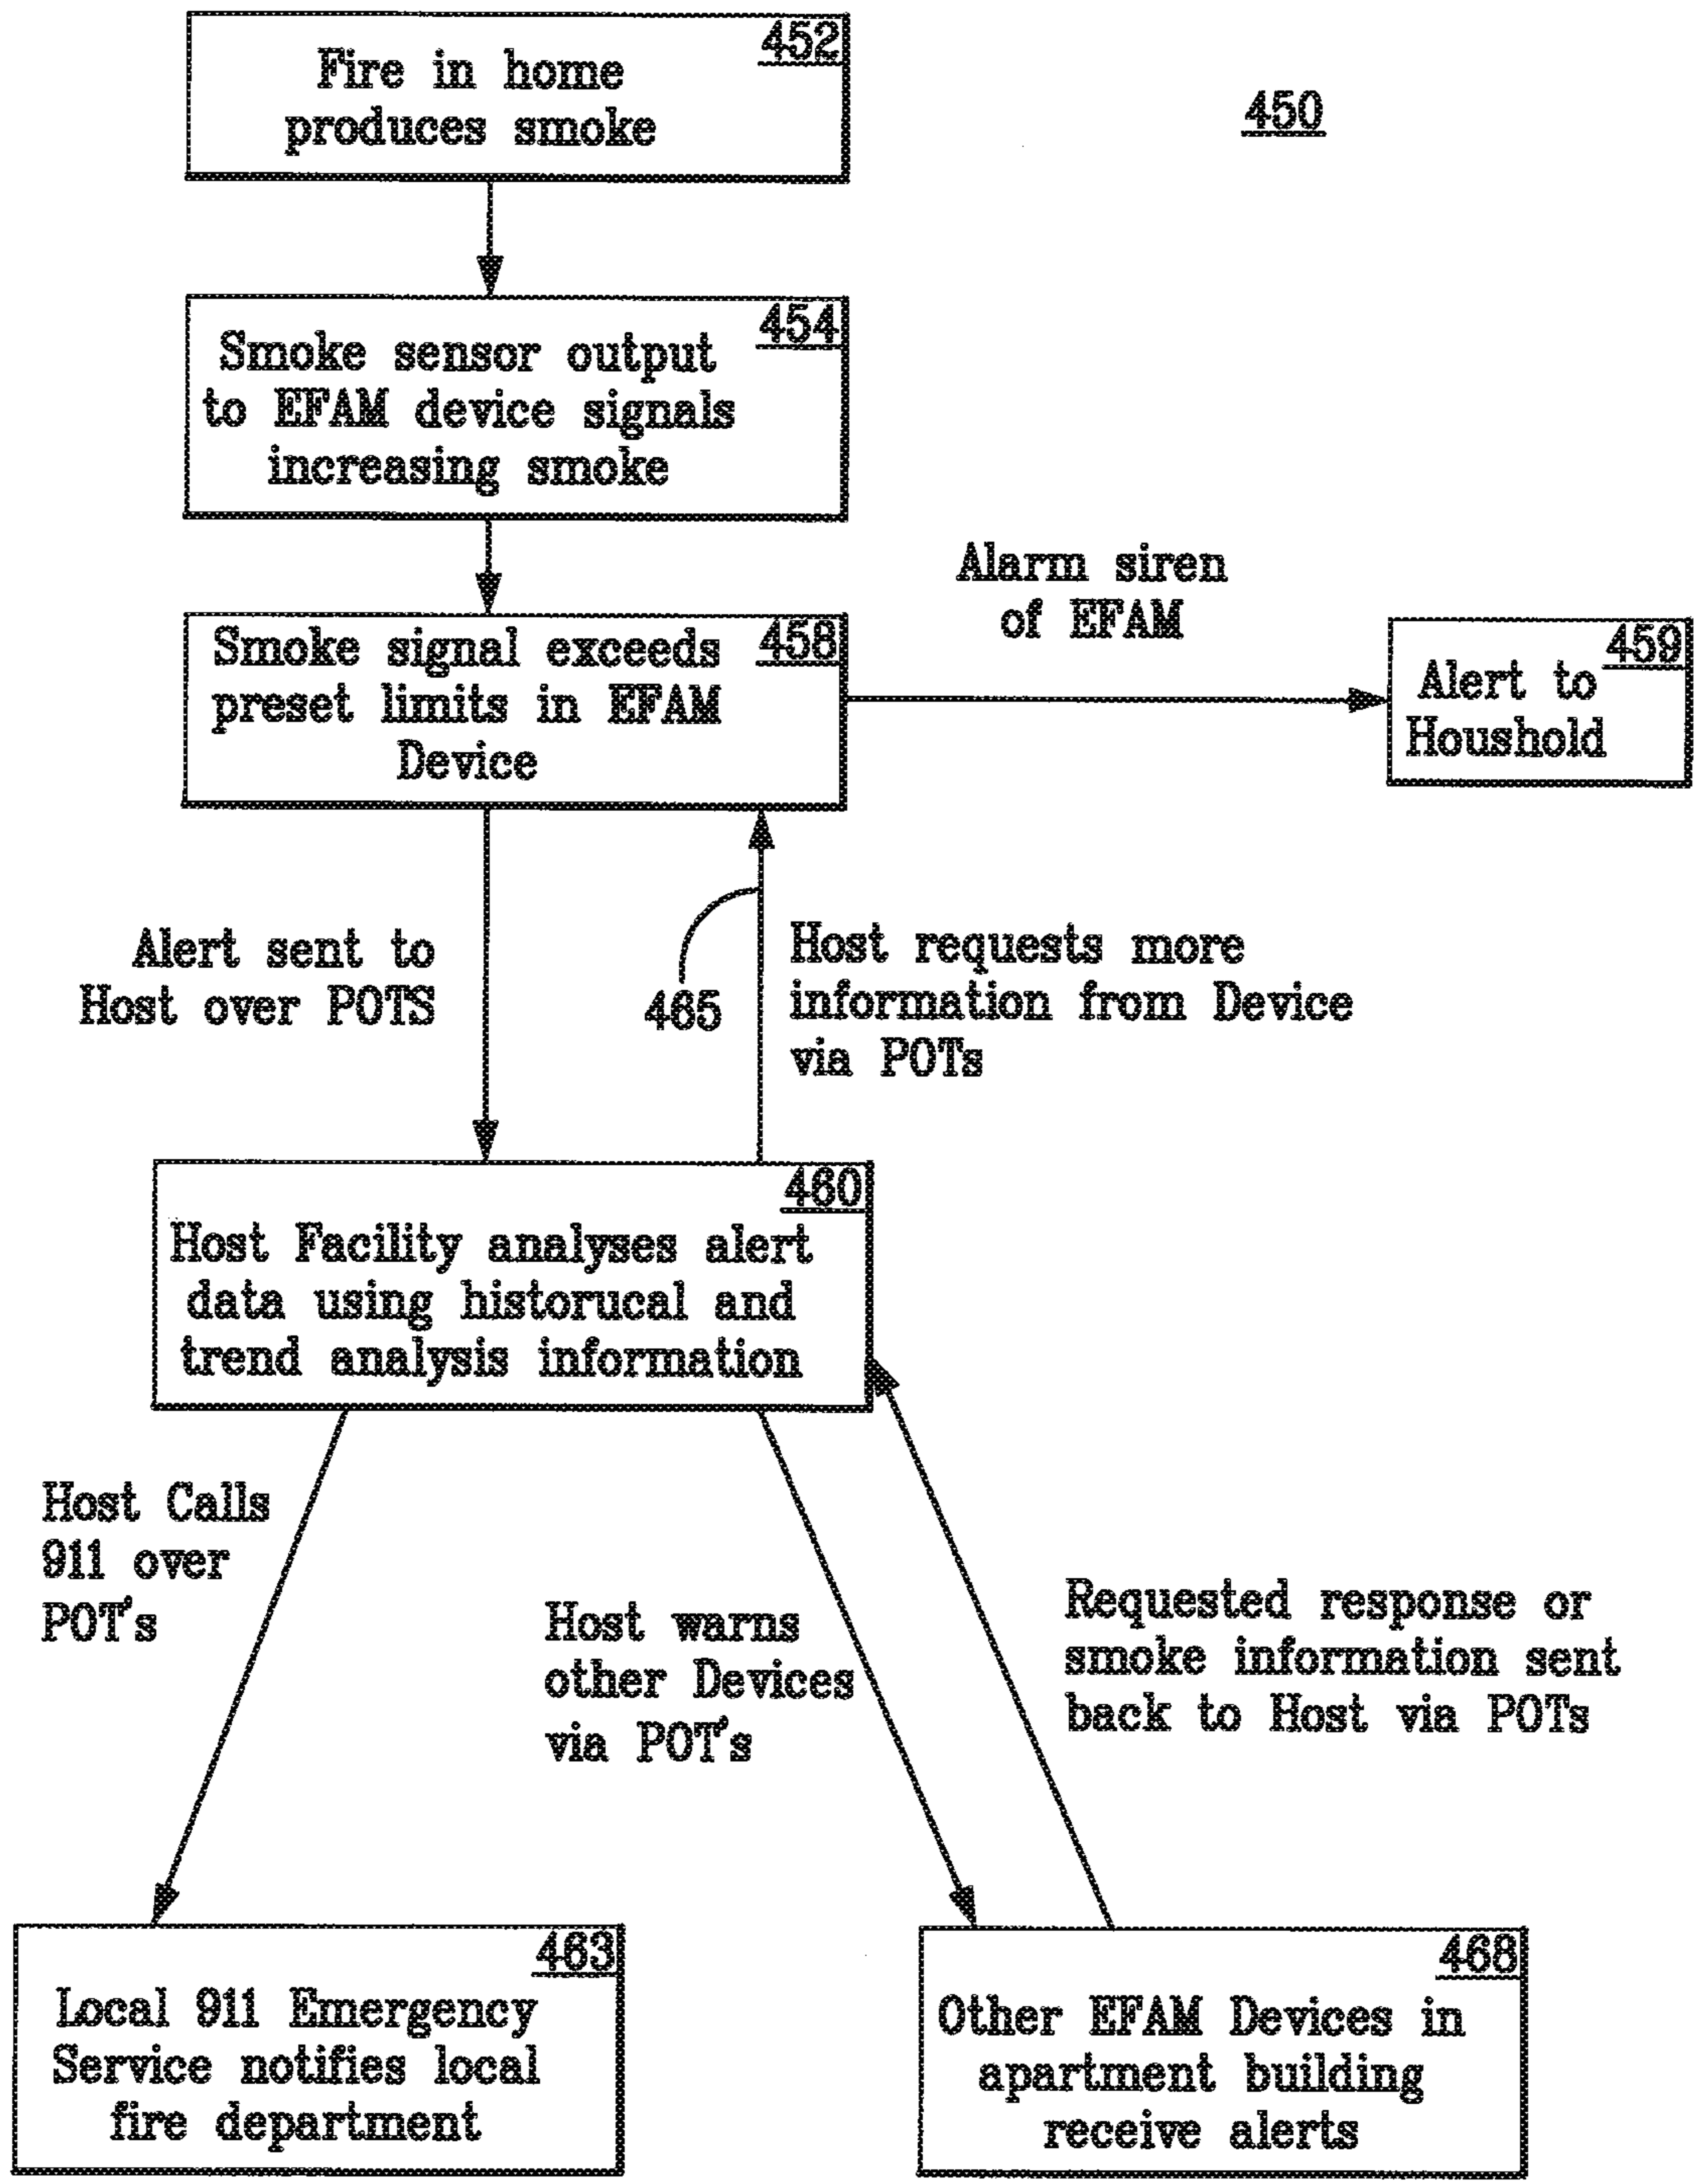 452
Fire in home
produces smoke
450
454
Smoke sensor output
to EFAM device signals
increasing smoke
458
Smoke signal exceeds
preset limits in EFAM
Device
Alarm siren
of EFAM
459
Alert to
Houshold
Alert sent to
Host over POTS
465
Host requests more
information from Device
via POTs
460
Host Facility analyses alert
data using historucal and
trend analysis information
Host Calls
911 over
POT's
Host warns
other Devices
via POT's
Requested response or
smoke information sent
back to Host via POTs
463
Local 911 Emergency
Service notifies local
fire department
468
Other EFAM Devices in
apartment building
receive alerts